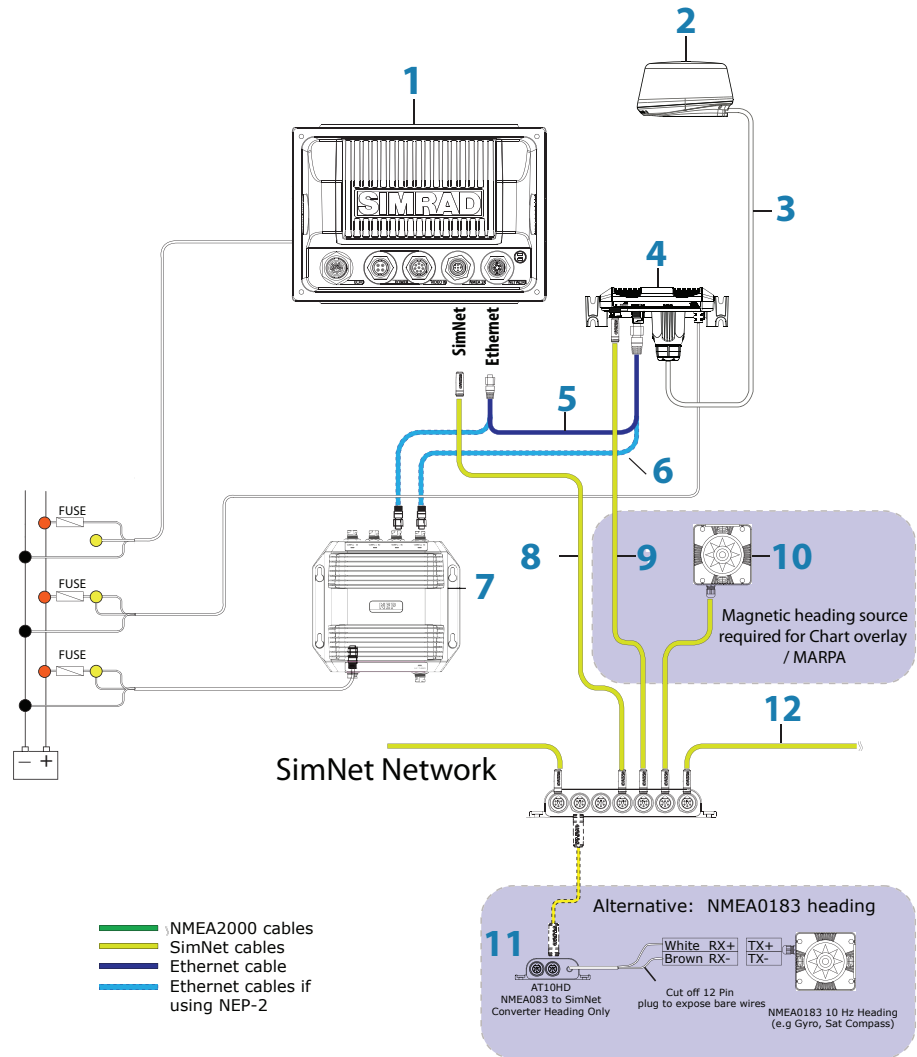 2
1
SIMRAD
3
4
SimNet
Ethernet
5
6
FUSE
8
9
10
7
FUSE
Magnetic heading source
required for Chart overlay
/ MARPA
FUSE
12
− +
SimNet Network
Alternative: NMEA0183 heading
NMEA2000 cables
SimNet cables
Ethernet cable
Ethernet cables if
using NEP-2
11
White RX+ TX+
Brown RX- TX-
AT10HD
NMEA083 to SimNet
Converter Heading Only
Cut off 12 Pin
plug to expose bare wires
NMEA0183 10 Hz Heading
(e.g Gyro, Sat Compass)